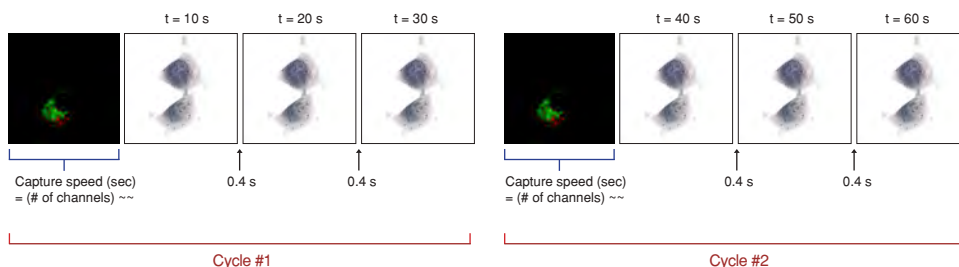 t = 10 s
t = 20 s
t = 30 s
t = 40 s
t = 50 s
t = 60 s
0.4 s
0.4 s
0.4 s
0.4 s
Capture speed (sec)
= (# of channels) ~~
Capture speed (sec)
= (# of channels) ~~
Cycle #1
Cycle #2